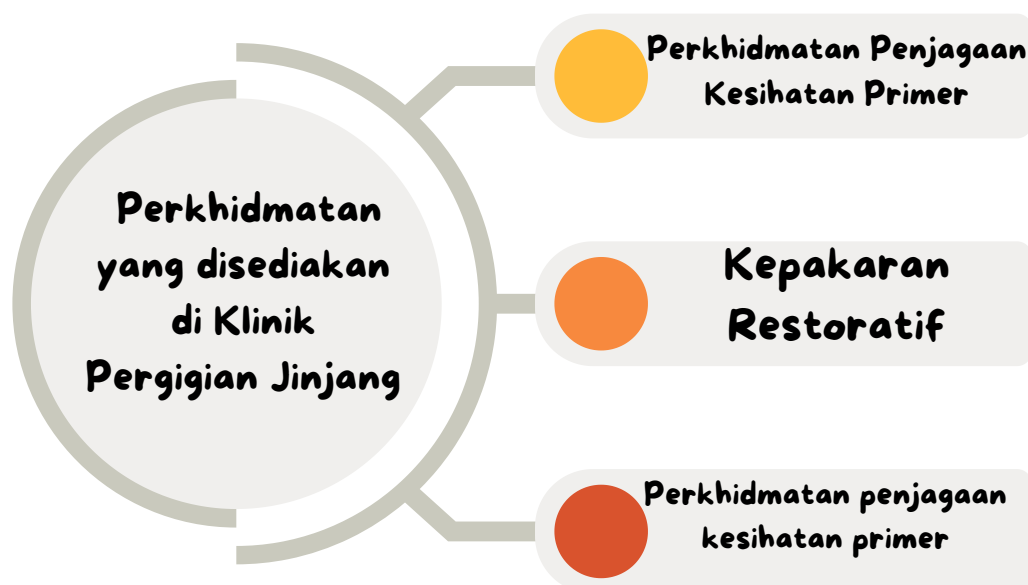 Perkhidmatan
yang disediakan
di Klinik
Pergigian Jinjang
Perkhidmatan Penjagaan
Kesihatan Primer
Kepakaran
Restoratif
Perkhidmatan penjagaan
kesihatan primer